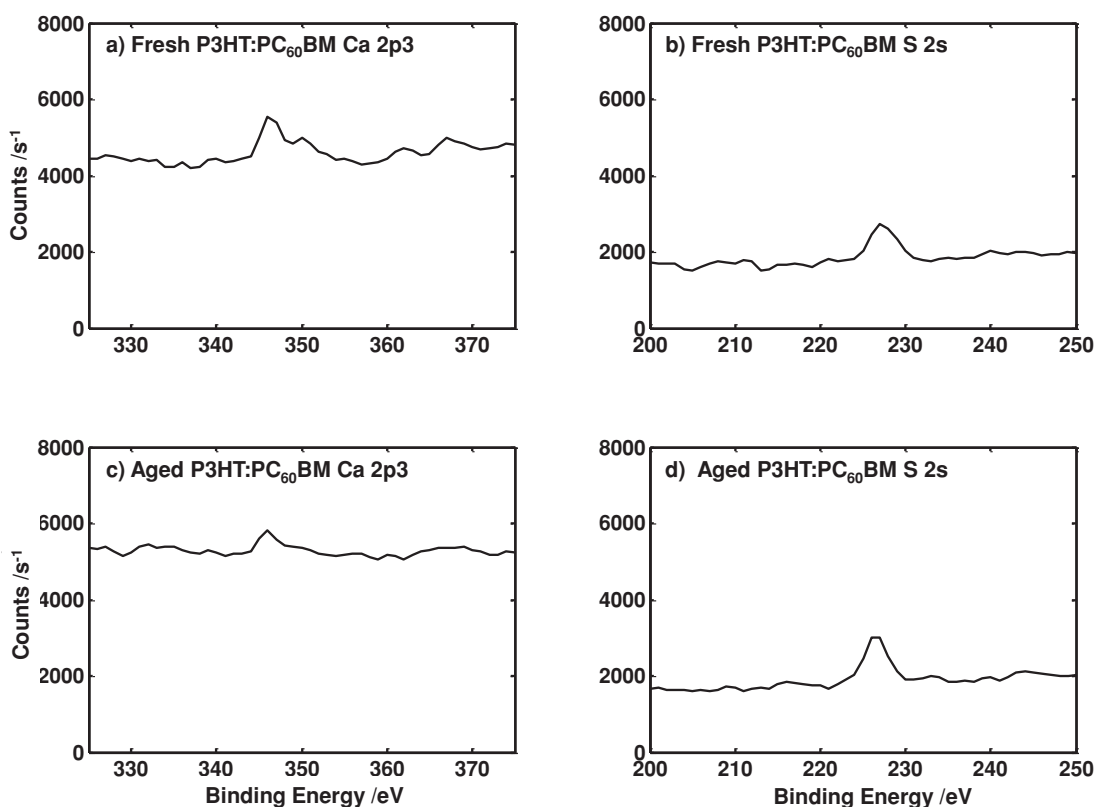 a) Fresh P3HT:PC60BM Ca 2p3
8000
6000
4000
2000
0
330 340 350 360 370
Counts /s-1
b) Fresh P3HT:PC60BM S 2s
8000
6000
4000
2000
0
200 210 220 230 240 250
c) Aged P3HT:PC60BM Ca 2p3
8000
6000
4000
2000
0
330 340 350 360 370
Counts /s-1
Binding Energy /eV
d) Aged P3HT:PC60BM S 2s
8000
6000
4000
2000
0
200 210 220 230 240 250
Binding Energy /eV